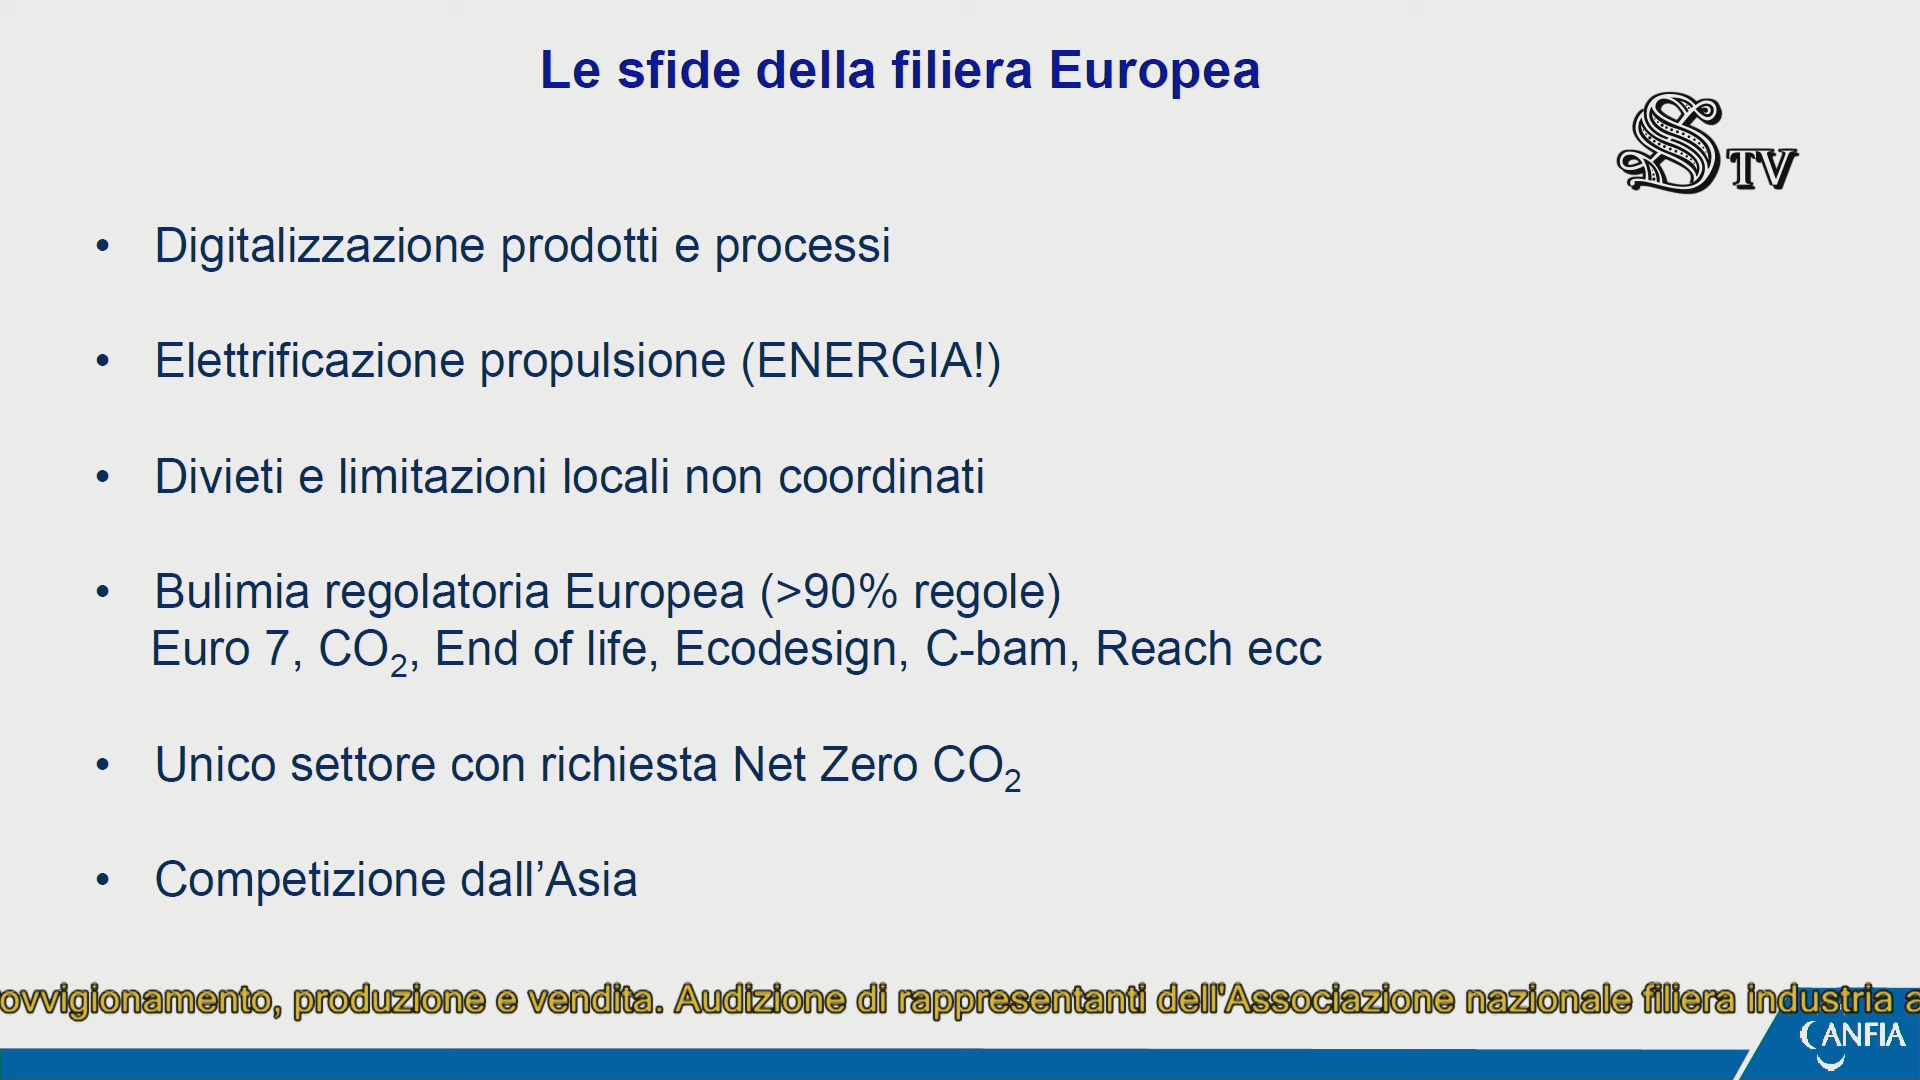 Le sfide della filiera Europea
STV
• Digitalizzazione prodotti e processi
• Elettrificazione propulsione (ENERGIA!)
• Divieti e limitazioni locali non coordinati
• Bulimia regolatoria Europea (>90% regole)
Euro 7, CO₂, End of life, Ecodesign, C-bam, Reach ecc
• Unico settore con richiesta Net Zero CO₂
• Competizione dall’Asia
ovvigionamento, produzione e vendita. Audizione di rappresentanti dell'Associazione nazionale filiera industria a
ANFIA